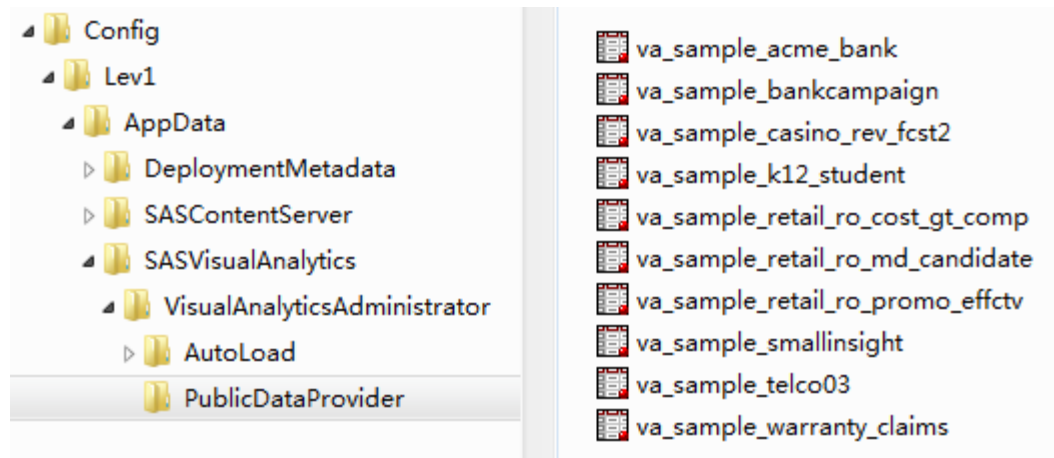 Config
Lev1
AppData
DeploymentMetadata
SASContentServer
SASVisualAnalytics
VisualAnalyticsAdministrator
AutoLoad
PublicDataProvider
va_sample_acme_bank
va_sample_bankcampaign
va_sample_casino_rev_fcst2
va_sample_k12_student
va_sample_retail_ro_cost_gt_comp
va_sample_retail_ro_md_candidate
va_sample_retail_ro_promo_effctv
va_sample_smallinsight
va_sample_telco03
va_sample_warranty_claims